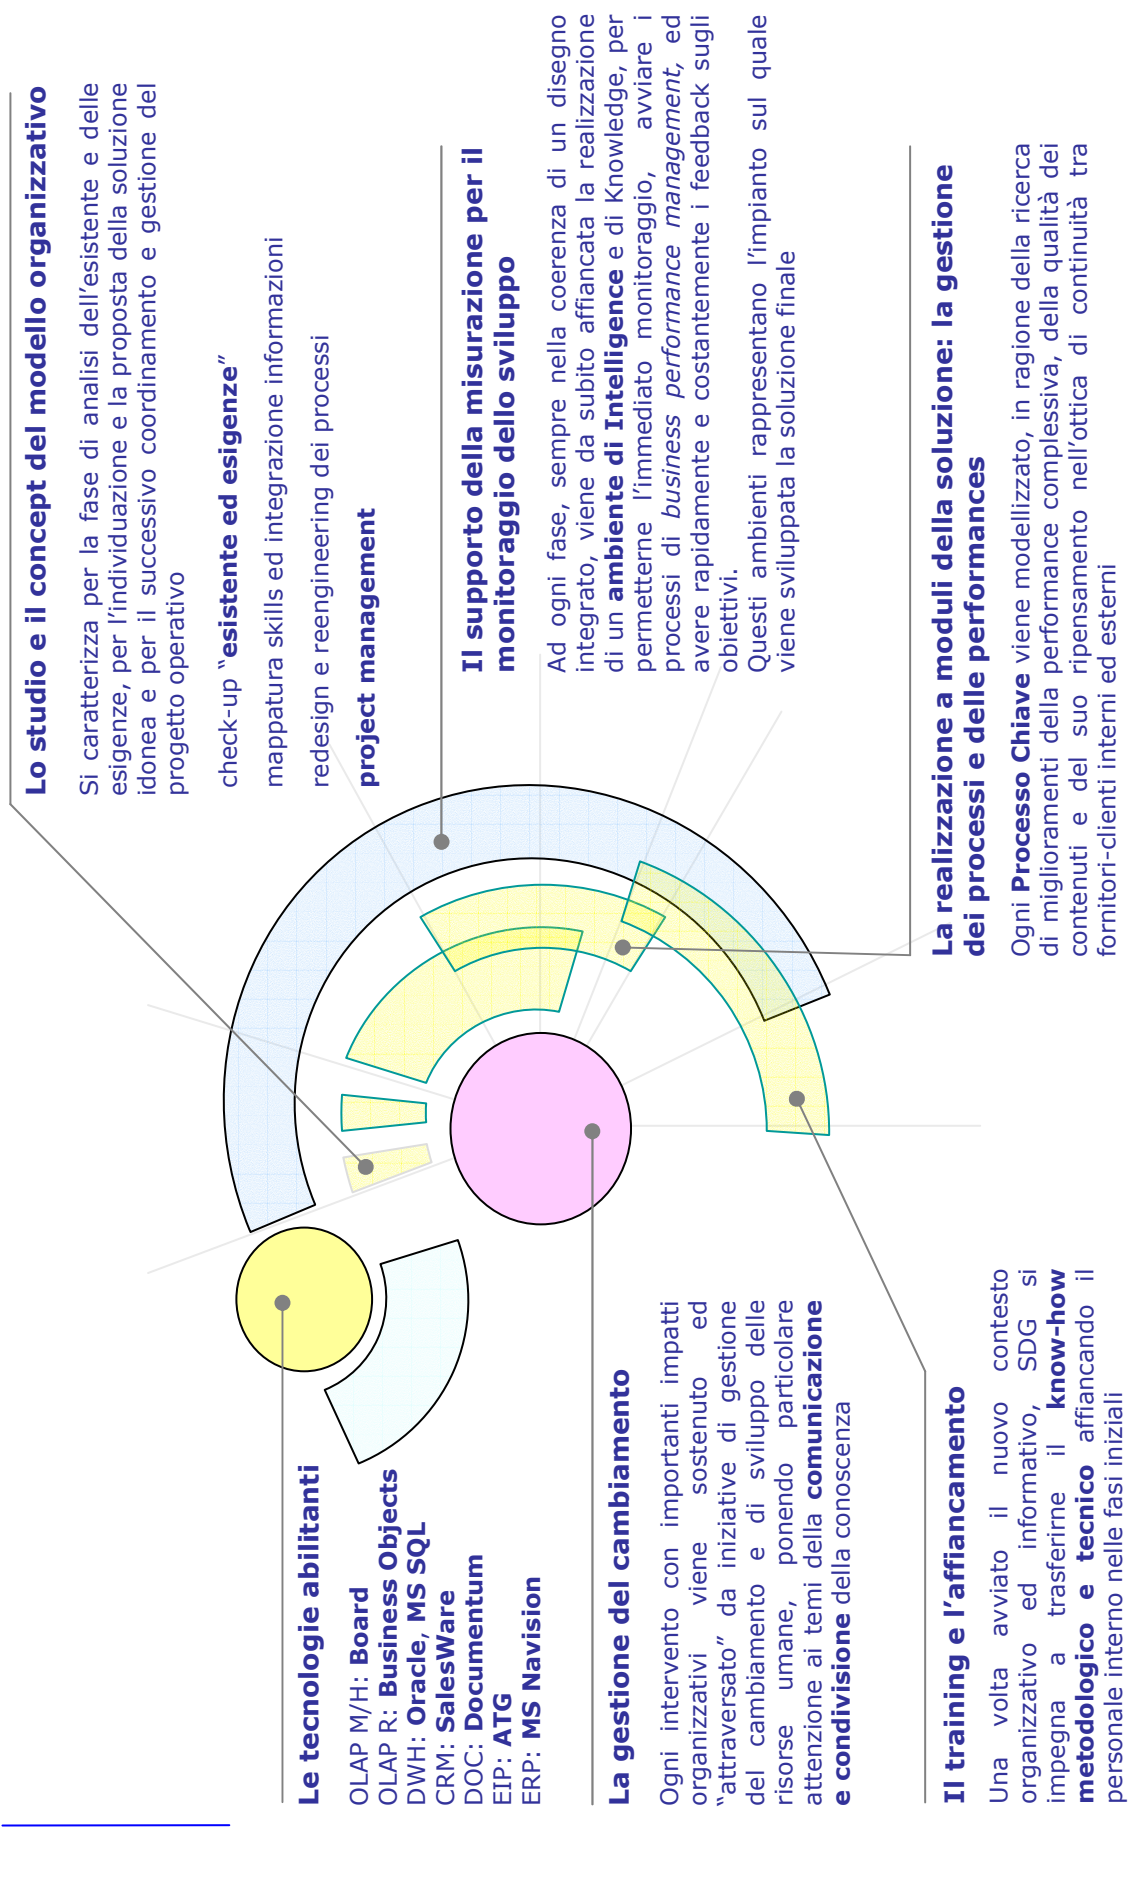 Le tecnologie abilitanti
OLAP M/H: Board
OLAP R: Business Objects
DWH: Oracle, MS SQL
CRM: SalesWare
DOC: Documentum
EIP: ATG
ERP: MS Navision
La gestione del cambiamento
Ogni intervento con importanti impatti
organizzativi viene sostenuto ed
“attraversato” da iniziative di gestione
del cambiamento e di sviluppo delle
risorse umane, ponendo particolare
attenzione ai temi della comunicazione
e condivisione della conoscenza
Il training e l’affiancamento
Una volta avviato il nuovo contesto
organizzativo ed informativo, SDG si
impegna a trasferirne il know-how
metodologico e tecnico affiancando il
personale interno nelle fasi iniziali
Lo studio e il concept del modello organizzativo
Si caratterizza per la fase di analisi dell’esistente e delle
esigenze, per l’individuazione e la proposta della soluzione
idonea e per il successivo coordinamento e gestione del
progetto operativo
check-up “esistente ed esigenze”
mappatura skills ed integrazione informazioni
redesign e reengineering dei processi
project management
Il supporto della misurazione per il
monitoraggio dello sviluppo
Ad ogni fase, sempre nella coerenza di un disegno
integrato, viene da subito affiancata la realizzazione
di un ambiente di Intelligence e di Knowledge, per
permetterne l’immediato monitoraggio, avviare i
processi di business performance management, ed
avere rapidamente e costantemente i feedback sugli
obiettivi.
Questi ambienti rappresentano l’impianto sul quale
viene sviluppata la soluzione finale
La realizzazione a moduli della soluzione: la gestione
dei processi e delle performances
Ogni Processo Chiave viene modellizzato, in ragione della ricerca
di miglioramenti della performance complessiva, della qualità dei
contenuti e del suo ripensamento nell’ottica di continuità tra
fornitori-clienti interni ed esterni